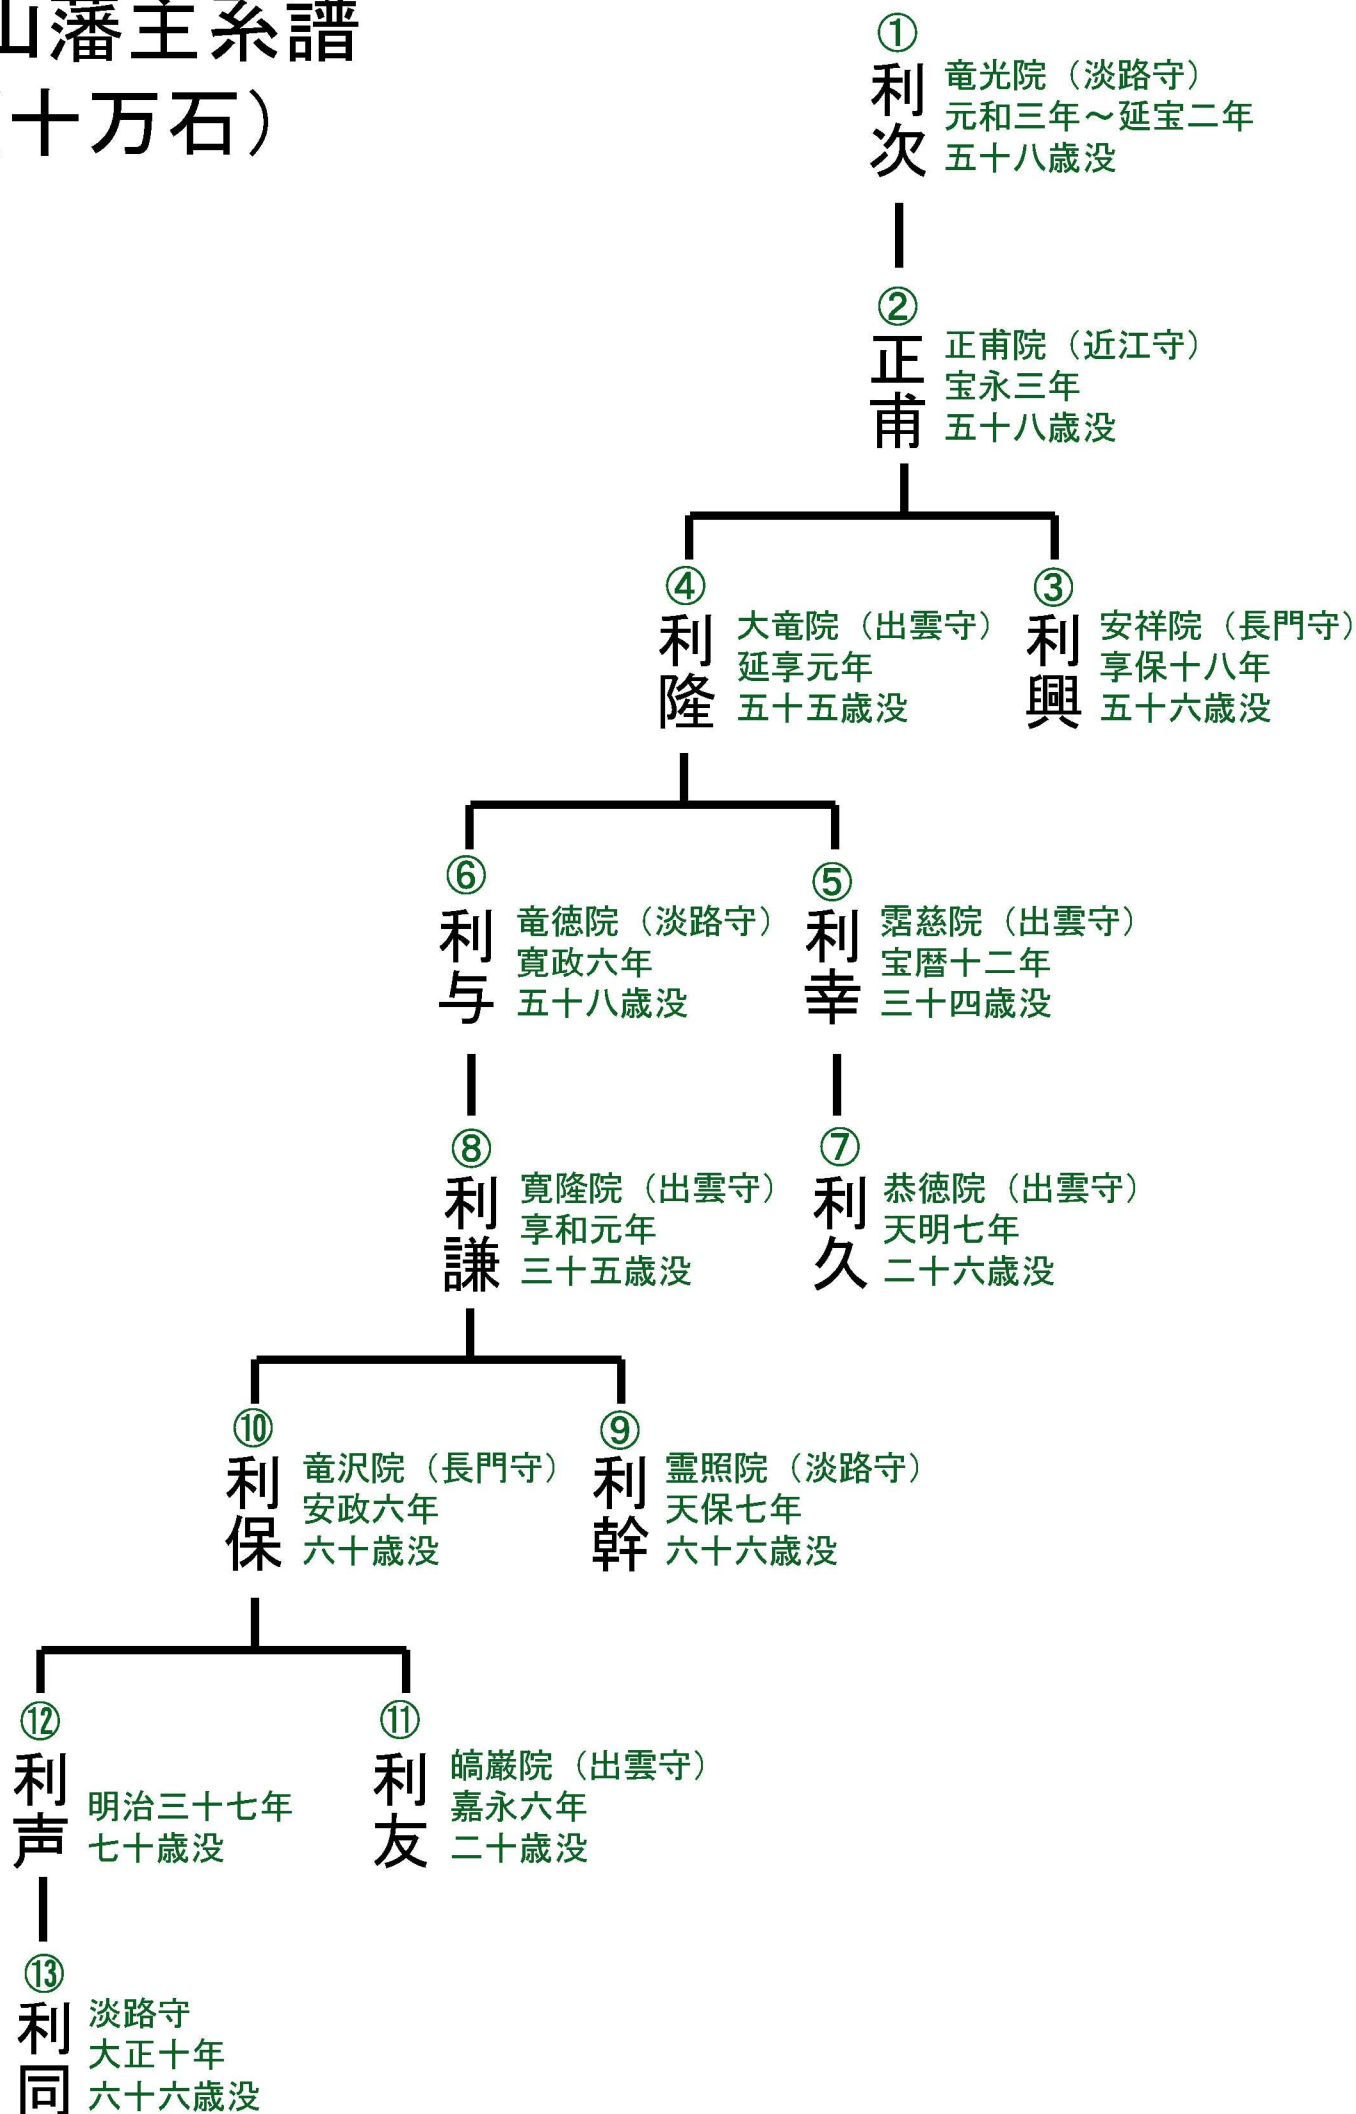 山藩主系譜
十万石）
①
利次
竜光院（淡路守）
元和三年～延宝二年
五十八歳没
②
正甫
正甫院（近江守）
宝永三年
五十八歳没
③
利興
安祥院（長門守）
享保十八年
五十六歳没
④
利隆
大竜院（出雲守）
延享元年
五十五歳没
⑤
利幸
霑慈院（出雲守）
宝暦十二年
三十四歳没
⑥
利与
竜徳院（淡路守）
寛政六年
五十八歳没
⑦
利久
恭徳院（出雲守）
天明七年
二十六歳没
⑧
利謙
寛隆院（出雲守）
享和元年
三十五歳没
⑨
利幹
霊照院（淡路守）
天保七年
六十六歳没
⑩
利保
竜沢院（長門守）
安政六年
六十歳没
⑪
利友
皜巌院（出雲守）
嘉永六年
二十歳没
⑫
利声
明治三十七年
七十歳没
⑬
利同
淡路守
大正十年
六十六歳没